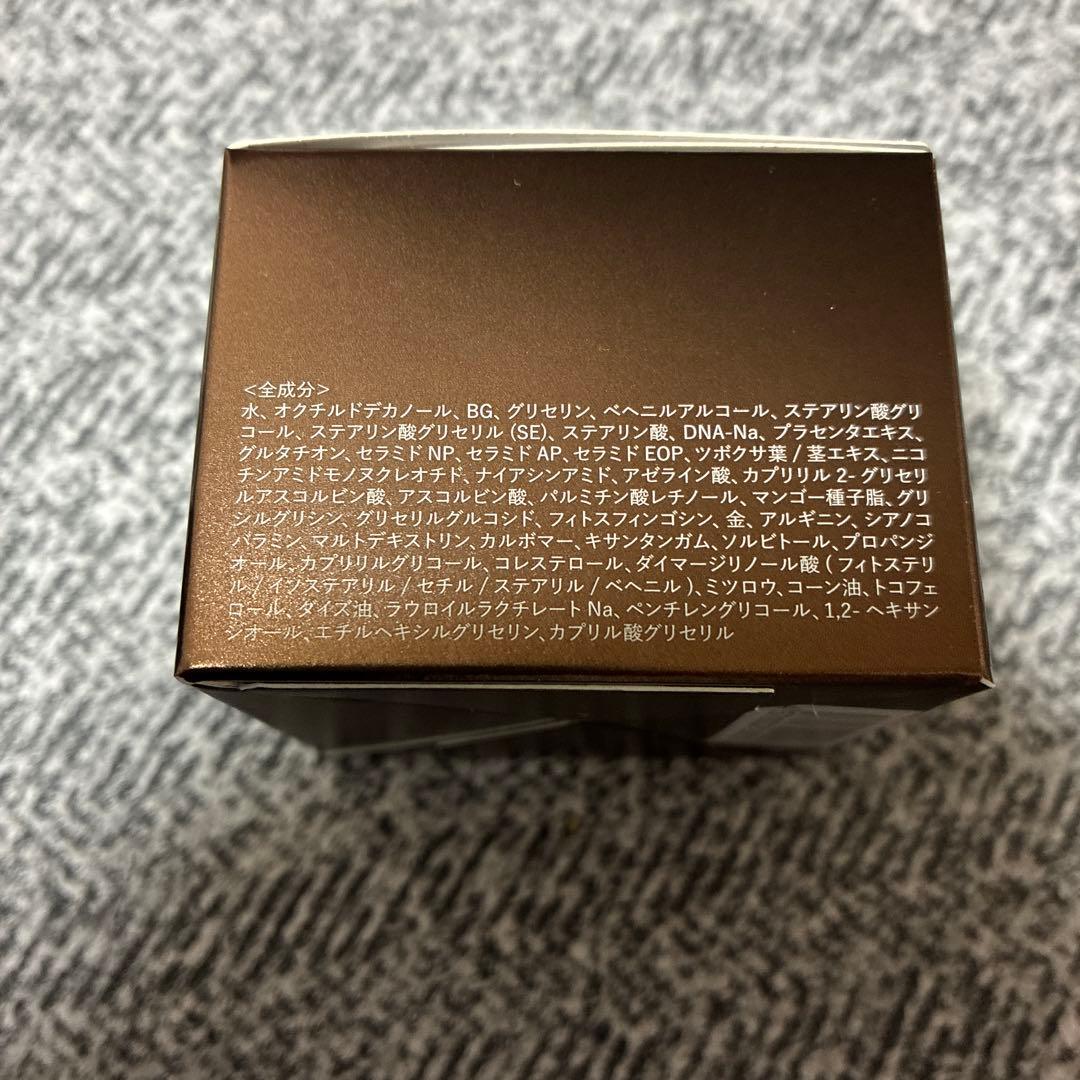 <全成分>
水、オクチルドデカノール、BG、グリセリン、ベヘニルアルコール、ステアリン酸グリ
コール、ステアリン酸グリセリル (SE)、ステアリン酸、DNA-Na、プラセンタエキス、
グルタチオン、セラミド NP、セラミド AP、セラミド EOP、ツボクサ葉 / 茎エキス、ニコ
チンアミドモノヌクレオチド、ナイアシンアミド、アゼライン酸、カプリリル 2- グリセリ
ルアスコルビン酸、アスコルビン酸、パルミチン酸レチノール、マンゴー種子脂、グリ
シルグリシン、グリセリルグルコシド、フィトスフィンゴシン、金、アルギニン、シアノコ
バラミン、マルトデキストリン、カルボマー、キサンタンガム、ソルビトール、プロパンジ
オール、カプリリルグリコール、コレステロール、ダイマージリノール酸 ( フィトステリ
ル / イソステアリル / セチル / ステアリル / ベヘニル )、ミツロウ、コーン油、トコフェ
ロール、ダイズ油、ラウロイルラクチレート Na、ペンチレングリコール、1,2- ヘキサン
ジオール、エチルヘキシルグリセリン、カプリル酸グリセリル